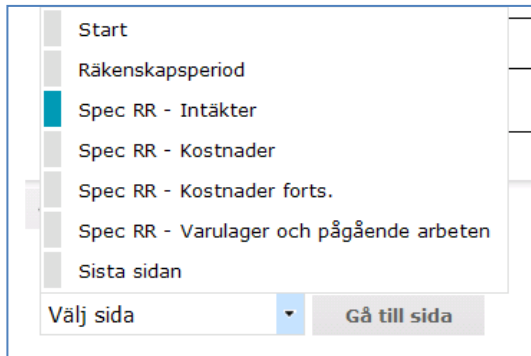 Start
Räkenskapsperiod
Spec RR - Intäkter
Spec RR - Kostnader
Spec RR - Kostnader forts.
Spec RR - Varulager och pågående arbeten
Sista sidan
Välj sida
Gå till sida